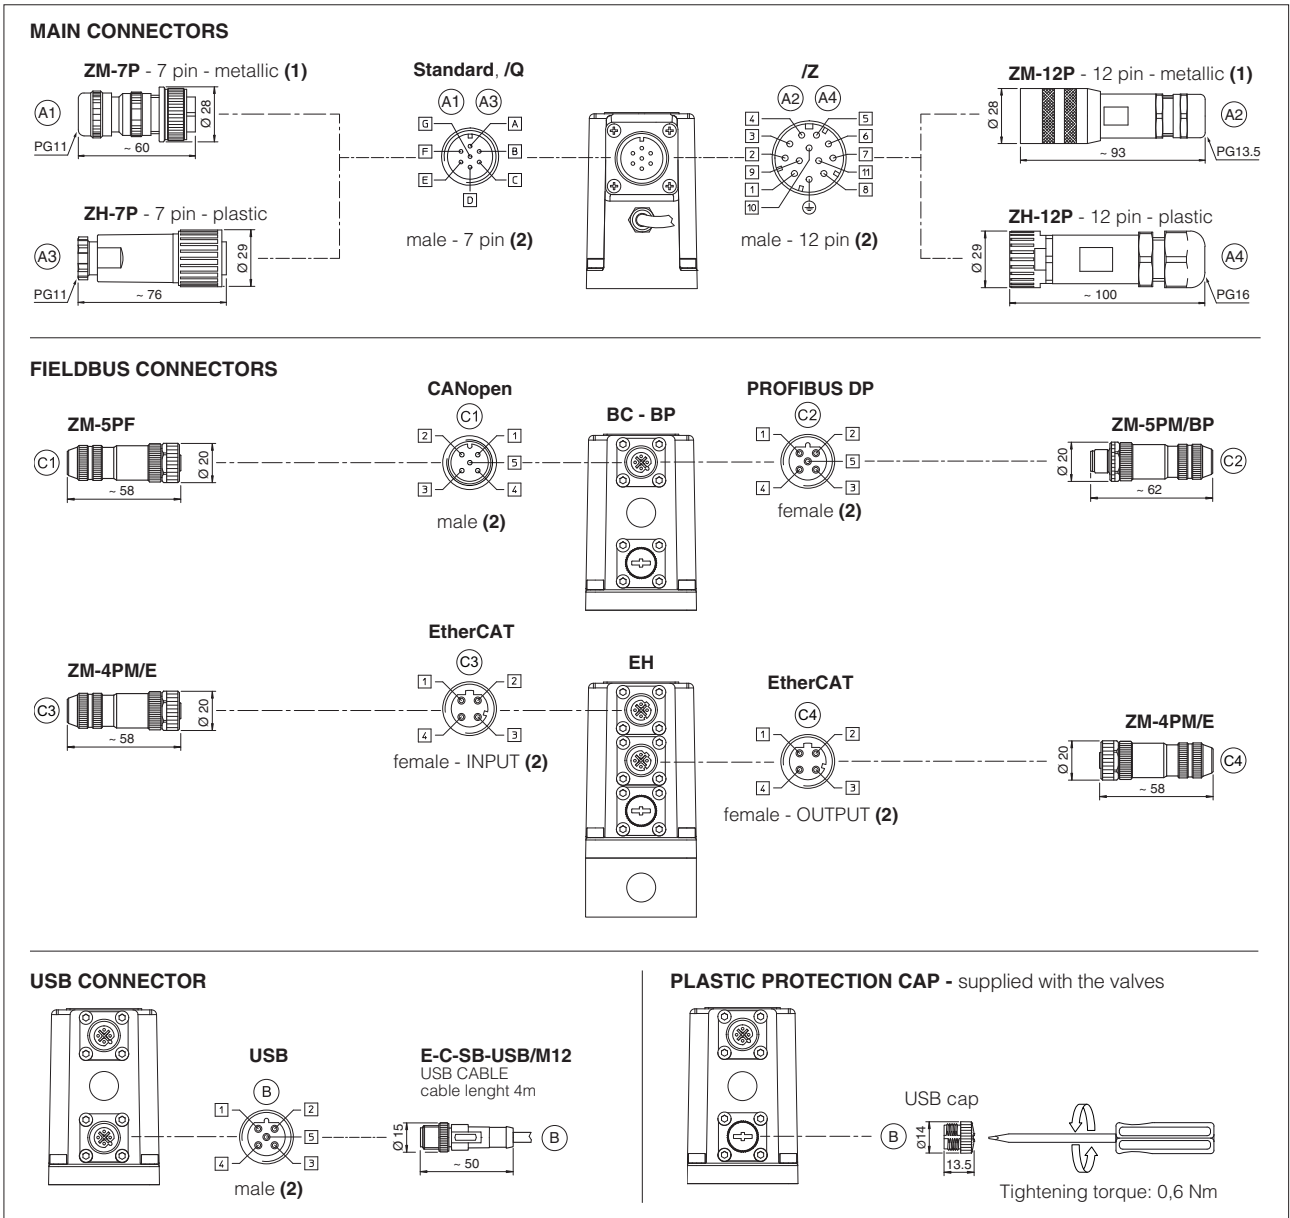 MAIN CONNECTORS
ZM-7P - 7 pin - metallic (1)
A1
PG11
~ 60
Ø 28
ZH-7P - 7 pin - plastic
A3
PG11
~ 76
Ø 29
Standard, /Q
A1 A3
G A
F B
E C
D
male - 7 pin (2)
/Z
A2 A4
4 5
3 6
2 7
9 11
1 8
10
male - 12 pin (2)
ZM-12P - 12 pin - metallic (1)
Ø 28
A2
~ 93
PG13.5
ZH-12P - 12 pin - plastic
Ø 29
A4
~ 100
PG16
FIELDBUS CONNECTORS
ZM-5PF
C1
Ø 20
~ 58
CANopen
C1
2 1
5
3 4
male (2)
BC - BP
PROFIBUS DP
C2
1 2
5
4 3
female (2)
ZM-5PM/BP
Ø 20
C2
~ 62
ZM-4PM/E
C3
Ø 20
~ 58
EtherCAT
C3
1 2
4 3
female - INPUT (2)
EH
EtherCAT
C4
1 2
4 3
female - OUTPUT (2)
ZM-4PM/E
Ø 20
C4
~ 58
USB CONNECTOR
USB
B
1 2
5
4 3
male (2)
E-C-SB-USB/M12
USB CABLE
cable lenght 4m
Ø 15
B
~ 50
PLASTIC PROTECTION CAP - supplied with the valves
USB cap
B
Ø14
13.5
Tightening torque: 0,6 Nm